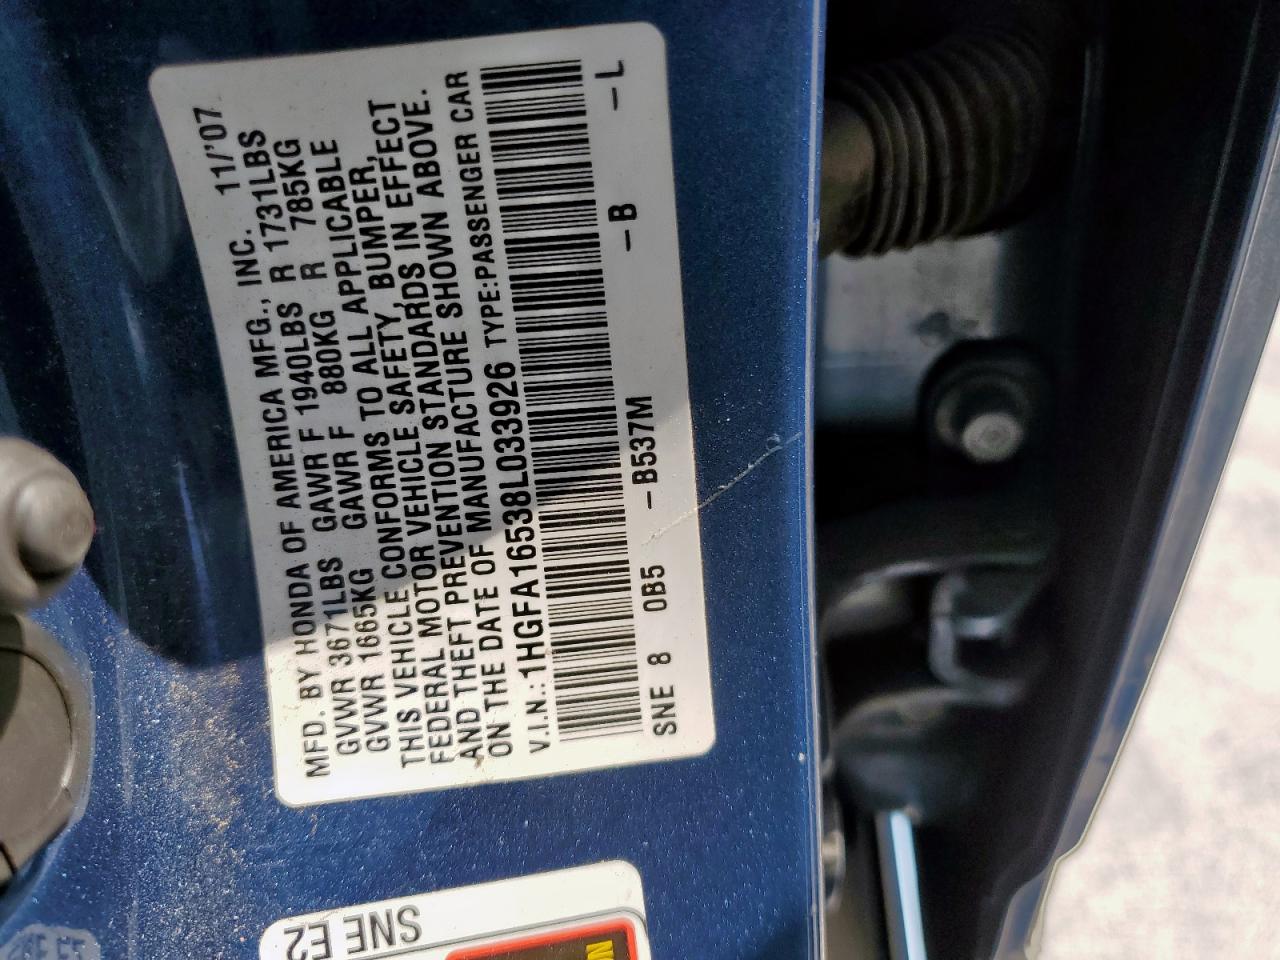 MFD. BY HONDA OF AMERICA MFG., INC. 11/'07
GVWR 3671LBS GAWR F 1940LBS R 1731LBS
GVWR 1665KG GAWR F 880KG R 785KG
THIS VEHICLE CONFORMS TO ALL APPLICABLE
FEDERAL MOTOR VEHICLE SAFETY, BUMPER,
AND THEFT PREVENTION STANDARDS IN EFFECT
ON THE DATE OF MANUFACTURE SHOWN ABOVE.
V.I.N.: 1HGFA16538L033926 TYPE:PASSENGER CAR
SNE 8 0B5 -B537M -B -L
SNE E2